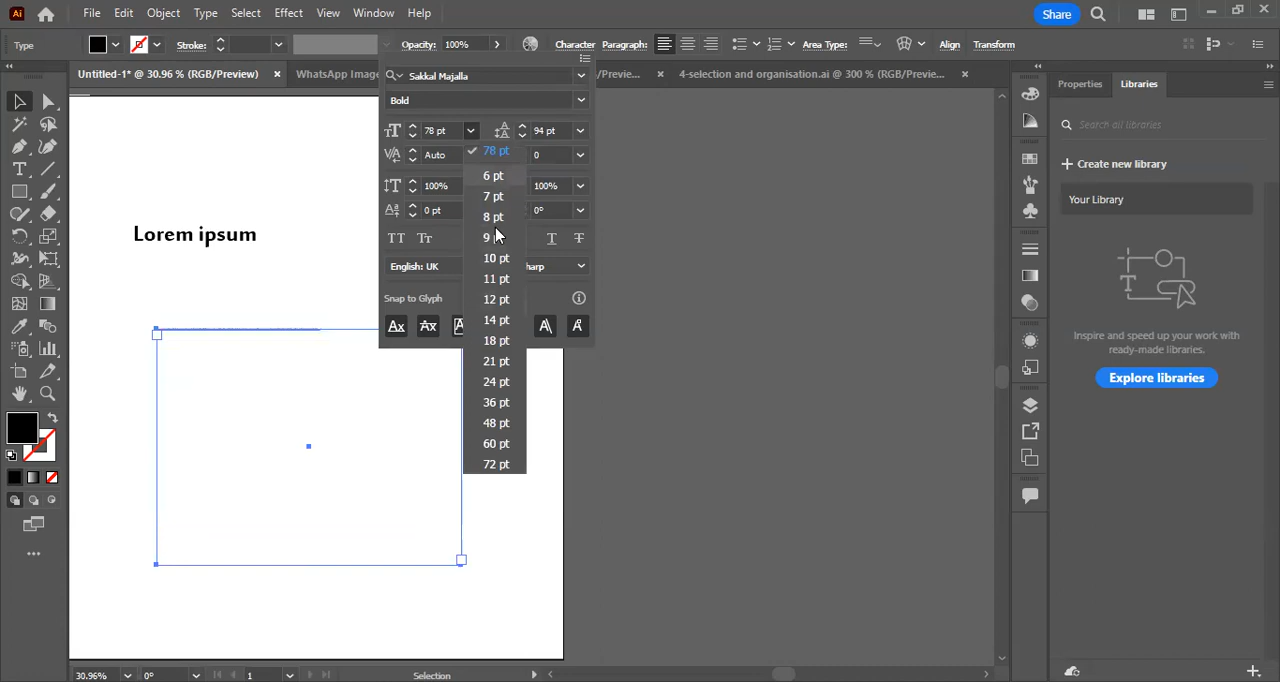 Ai File Edit Object Type Select Effect View Window Help Share
Type Stroke: Opacity: 100% Character Paragraph: Area Type: Align Transform
Untitled-1* @ 30.96 % (RGB/Preview) × WhatsApp Imag /Preview... × 4-selection and organisation.ai @ 300 % (RGB/Preview... ×
Sakkal Majalla
Bold
78 pt 94 pt
Auto 0
100% 100%
0 pt 0°
English: UK harp
Snap to Glyph
78 pt
6 pt
7 pt
8 pt
9
10 pt
11 pt
12 pt
14 pt
18 pt
21 pt
24 pt
36 pt
48 pt
60 pt
72 pt
Lorem ipsum
Properties Libraries
Search all libraries
Create new library
Your Library
Inspire and speed up your work with
ready-made libraries.
Explore libraries
30.96% 0° 1 Selection